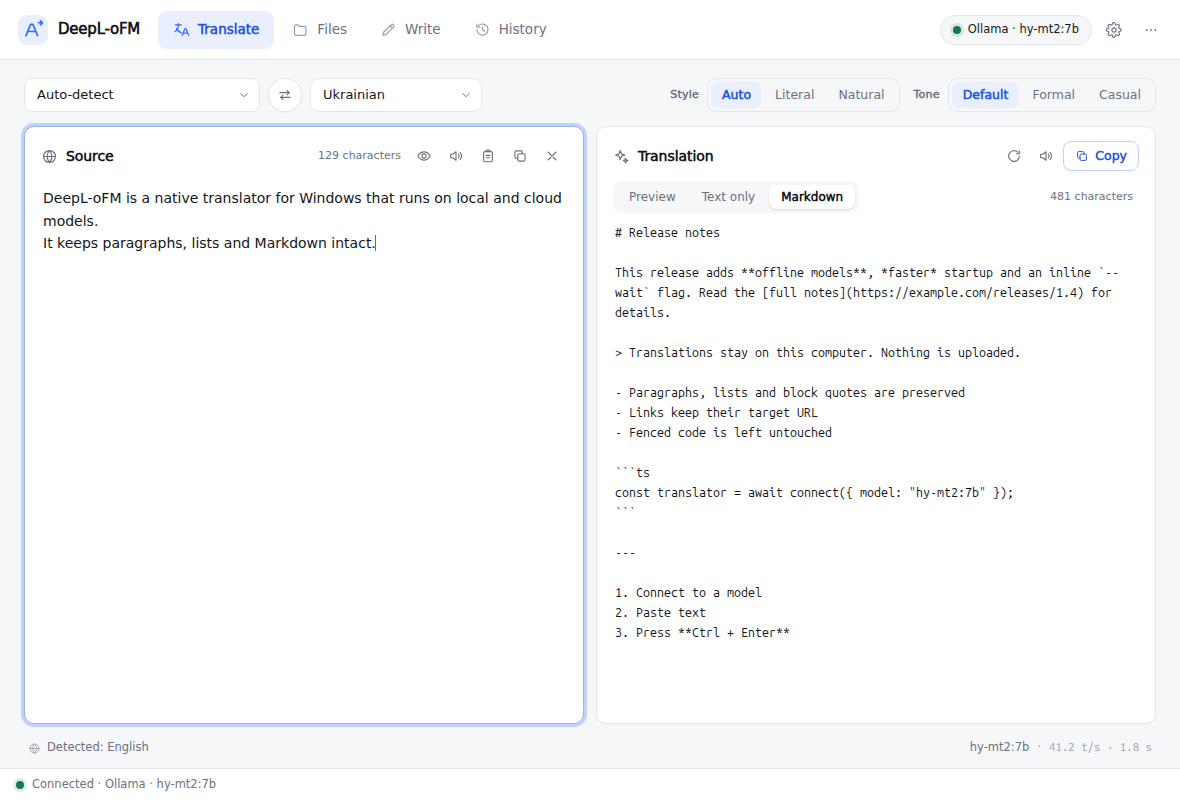 DeepL-oFM
Translate
Files
Write
History
Ollama · hy-mt2:7b
Auto-detect
Ukrainian
Style
Auto
Literal
Natural
Tone
Default
Formal
Casual
Source
129 characters
DeepL-oFM is a native translator for Windows that runs on local and cloud
models.
It keeps paragraphs, lists and Markdown intact.
Translation
Copy
Preview
Text only
Markdown
481 characters
# Release notes
This release adds **offline models**, *faster* startup and an inline `--
wait` flag. Read the [full notes](https://example.com/releases/1.4) for
details.
> Translations stay on this computer. Nothing is uploaded.
- Paragraphs, lists and block quotes are preserved
- Links keep their target URL
- Fenced code is left untouched
```ts
const translator = await connect({ model: "hy-mt2:7b" });
```
---
1. Connect to a model
2. Paste text
3. Press **Ctrl + Enter**
Detected: English
hy-mt2:7b · 41.2 t/s · 1.8 s
Connected · Ollama · hy-mt2:7b